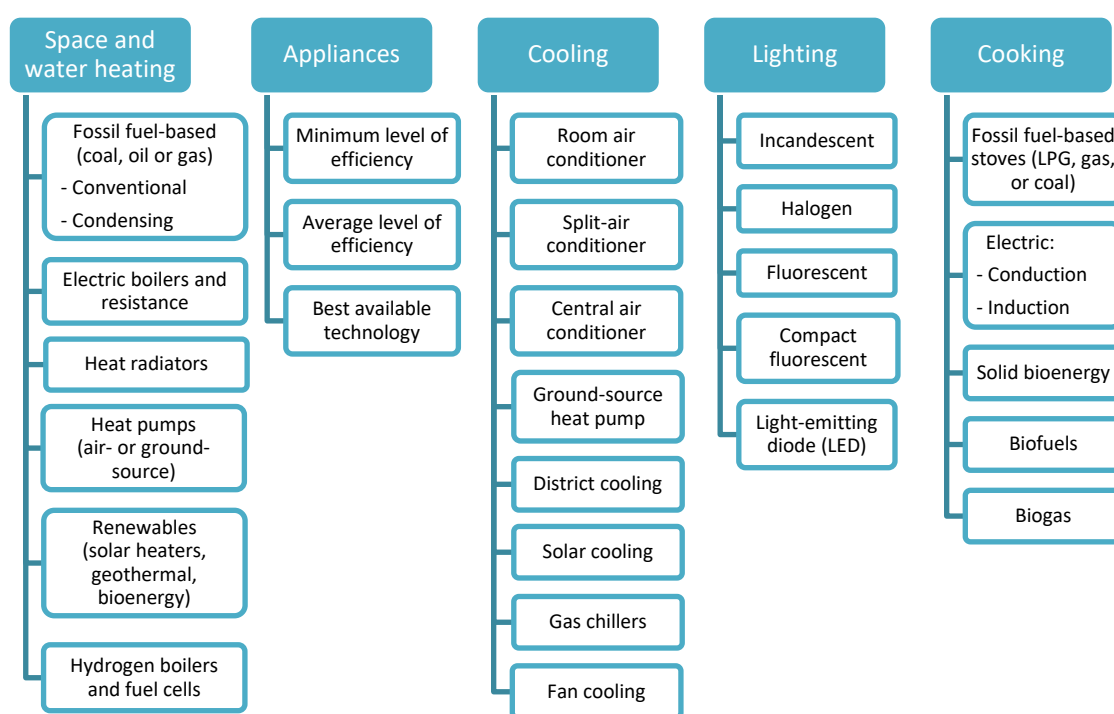 Space and
water heating
Fossil fuel-based
(coal, oil or gas)
- Conventional
- Condensing
Electric boilers and
resistance
Heat radiators
Heat pumps
(air- or ground-
source)
Renewables
(solar heaters,
geothermal,
bioenergy)
Hydrogen boilers
and fuel cells
Appliances
Minimum level of
efficiency
Average level of
efficiency
Best available
technology
Cooling
Room air
conditioner
Split-air
conditioner
Central air
conditioner
Ground-source
heat pump
District cooling
Solar cooling
Gas chillers
Fan cooling
Lighting
Incandescent
Halogen
Fluorescent
Compact
fluorescent
Light-emitting
diode (LED)
Cooking
Fossil fuel-based
stoves (LPG, gas,
or coal)
Electric:
- Conduction
- Induction
Solid bioenergy
Biofuels
Biogas